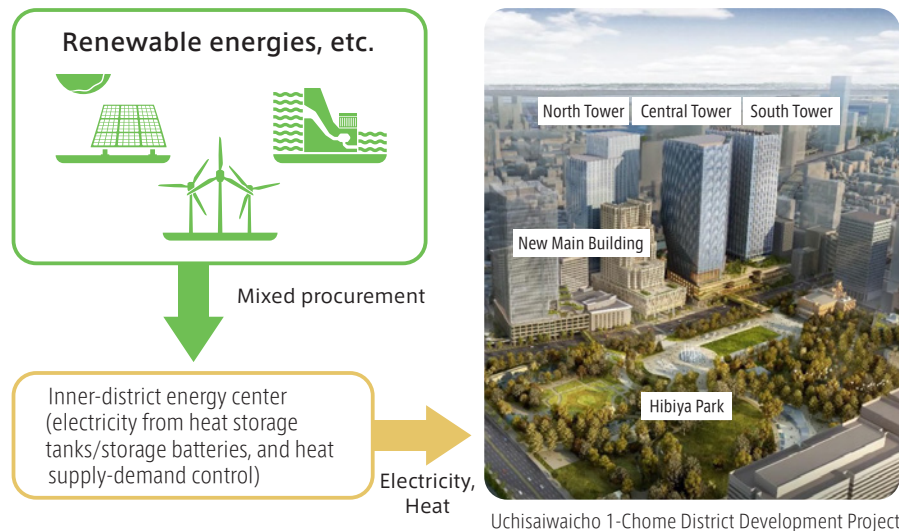 Renewable energies, etc.
Mixed procurement
Inner-district energy center
(electricity from heat storage
tanks/storage batteries, and heat
supply-demand control)
Electricity,
Heat
North Tower
Central Tower
South Tower
New Main Building
Hibiya Park
Uchisaiwaicho 1-Chome District Development Project